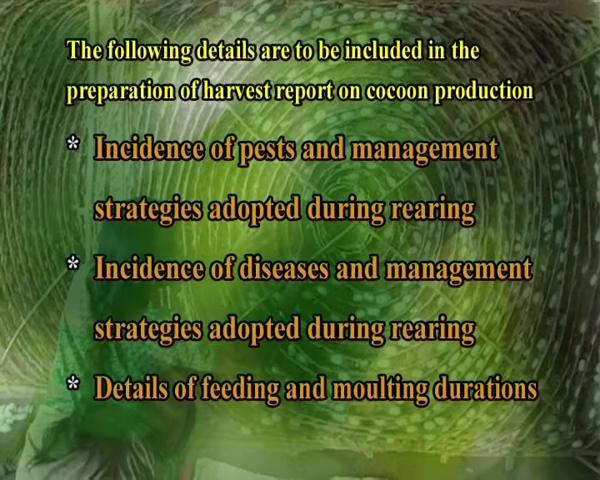 The following details are to be included in the
preparation of harvest report on cocoon production
* Incidence of pests and management
strategies adopted during rearing
* Incidence of diseases and management
strategies adopted during rearing
* Details of feeding and moulting durations